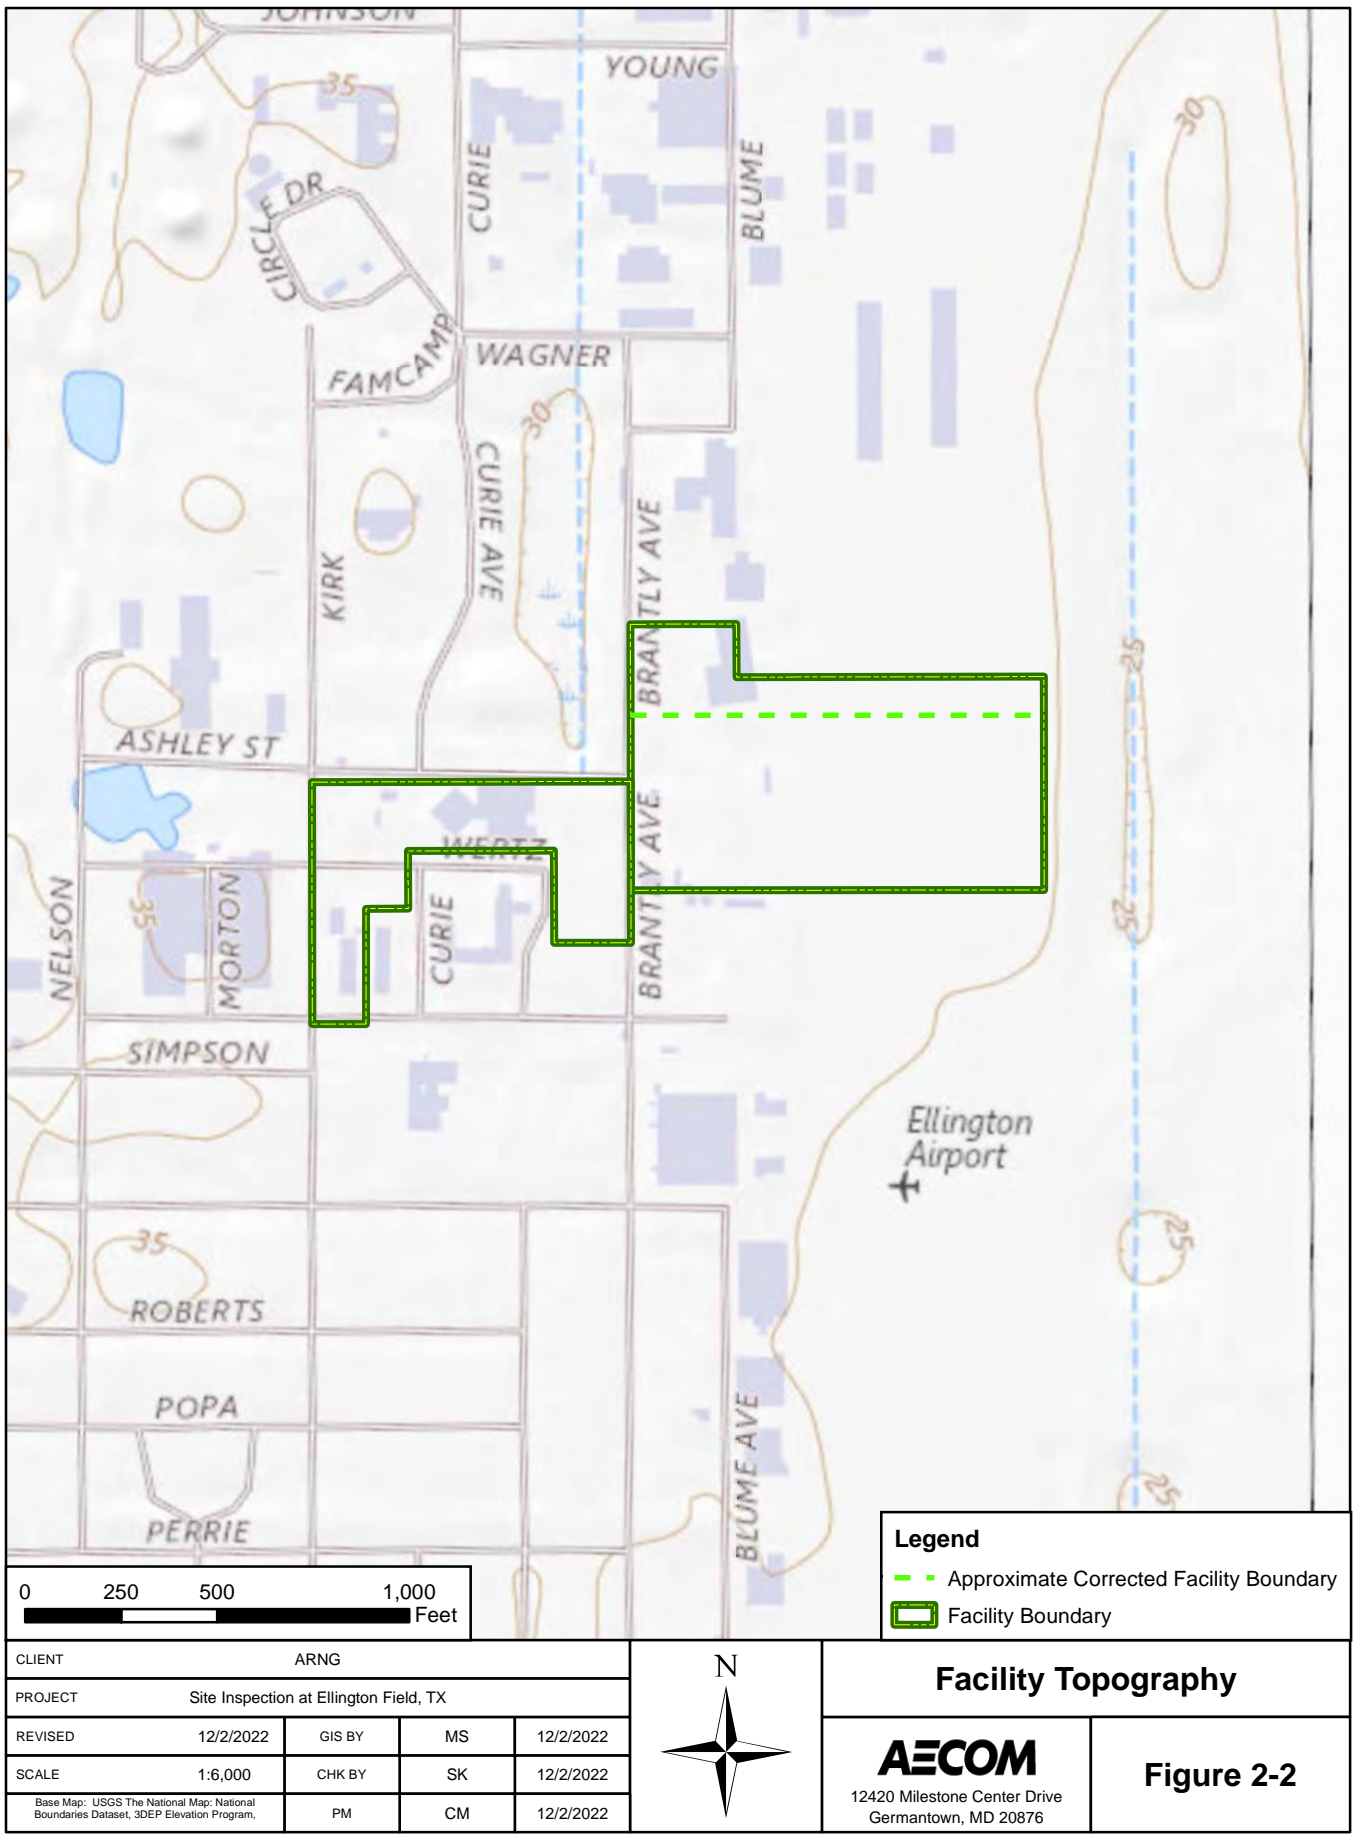 JOHNSON
YOUNG
35
30
CURIE
BLUME
CIRCLE DR
WAGNER
FAMCAMP
30
CURIE AVE
BRANTLY AVE
KIRK
25
ASHLEY ST
WERTZ
BRANTLY AVE
NELSON
35
MORTON
CURIE
25
SIMPSON
Ellington
Airport
35
25
ROBERTS
POPA
BLUME AVE
25
PERRIE
Legend
Approximate Corrected Facility Boundary
Facility Boundary
0 250 500 1,000
Feet
CLIENT ARNG
PROJECT Site Inspection at Ellington Field, TX
REVISED 12/2/2022 GIS BY MS 12/2/2022
SCALE 1:6,000 CHK BY SK 12/2/2022
Base Map: USGS The National Map: National
Boundaries Dataset, 3DEP Elevation Program,
PM CM 12/2/2022
N
Facility Topography
AECOM
12420 Milestone Center Drive
Germantown, MD 20876
Figure 2-2